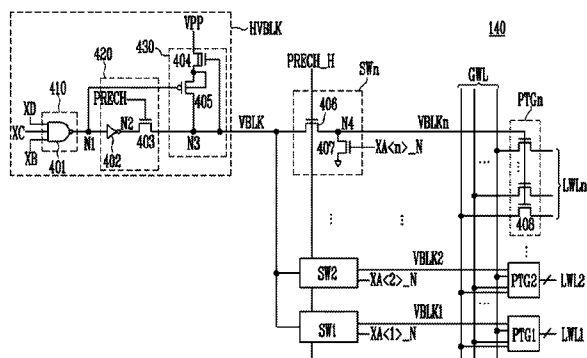 140
HVBLK
VPP
430
404
405
420
PRECH
410
XD
XC
XB
401
N1
N2
402
403
N3
VBLK
PRECH_H
SWn
406
N4
407
XA<n>_N
VBLKn
GWL
PTGn
LWLn
408
VBLK2
SW2
XA<2>_N
PTG2
LWL2
VBLK1
SW1
XA<1>_N
PTG1
LWL1